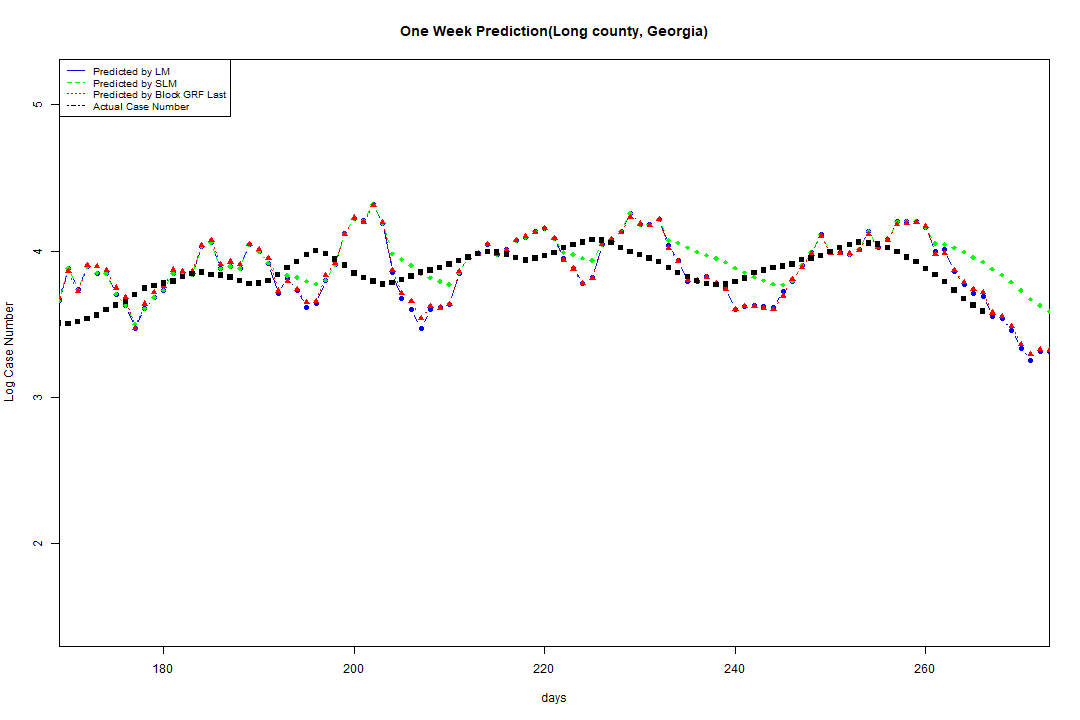 One Week Prediction(Long county, Georgia)
Predicted by LM
Predicted by SLM
Predicted by Block GRF Last
Actual Case Number
5
4
3
2
Log Case Number
180 200 220 240 260
days